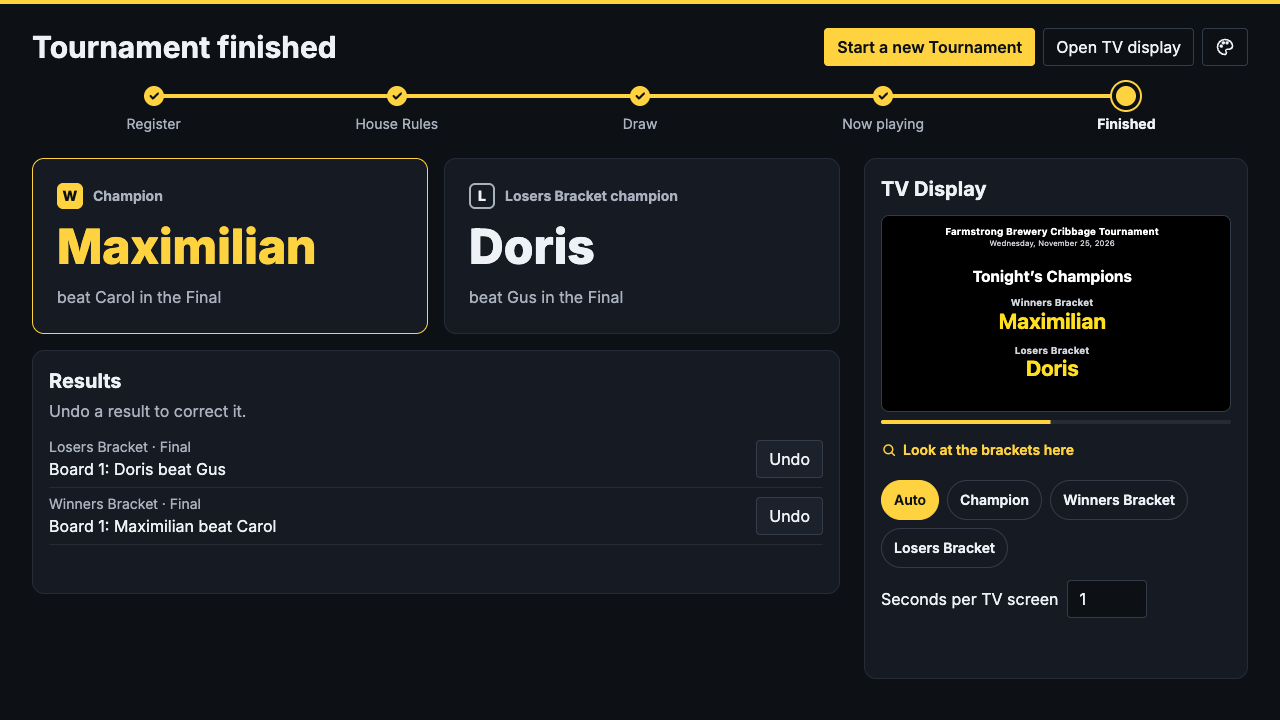 Tournament finished
Start a new Tournament
Open TV display
Register
House Rules
Draw
Now playing
Finished
W Champion
Maximilian
beat Carol in the Final
L Losers Bracket champion
Doris
beat Gus in the Final
Results
Undo a result to correct it.
Losers Bracket · Final
Board 1: Doris beat Gus
Undo
Winners Bracket · Final
Board 1: Maximilian beat Carol
Undo
TV Display
Farmstrong Brewery Cribbage Tournament
Wednesday, November 25, 2026
Tonight’s Champions
Winners Bracket
Maximilian
Losers Bracket
Doris
Look at the brackets here
Auto
Champion
Winners Bracket
Losers Bracket
Seconds per TV screen 1